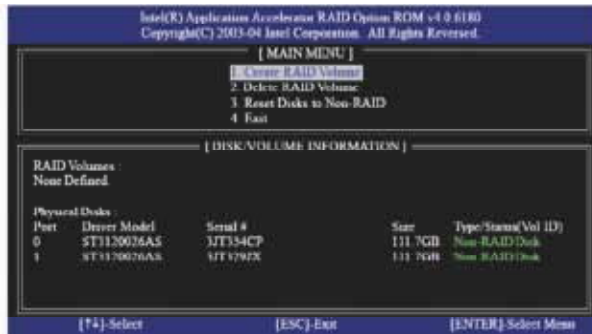 Intel(R) Application Accelerator RAID Option ROM v4.0.6180
Copyright(C) 2003-04 Intel Corporation. All Rights Reversed.
[ MAIN MENU ]
1. Create RAID Volume
2. Delete RAID Volume
3. Reset Disks to Non-RAID
4. Exit
[ DISK/VOLUME INFORMATION ]
RAID Volumes :
None Defined.
Physical Disks :
Port Driver Model Serial # Size Type/Status(Vol ID)
0 ST3120026AS 3JT354CP 111.7GB Non-RAID Disk
1 ST3120026AS 111.7GB Non-RAID Disk
[↑↓]-Select [ESC]-Exit [ENTER]-Select Menu